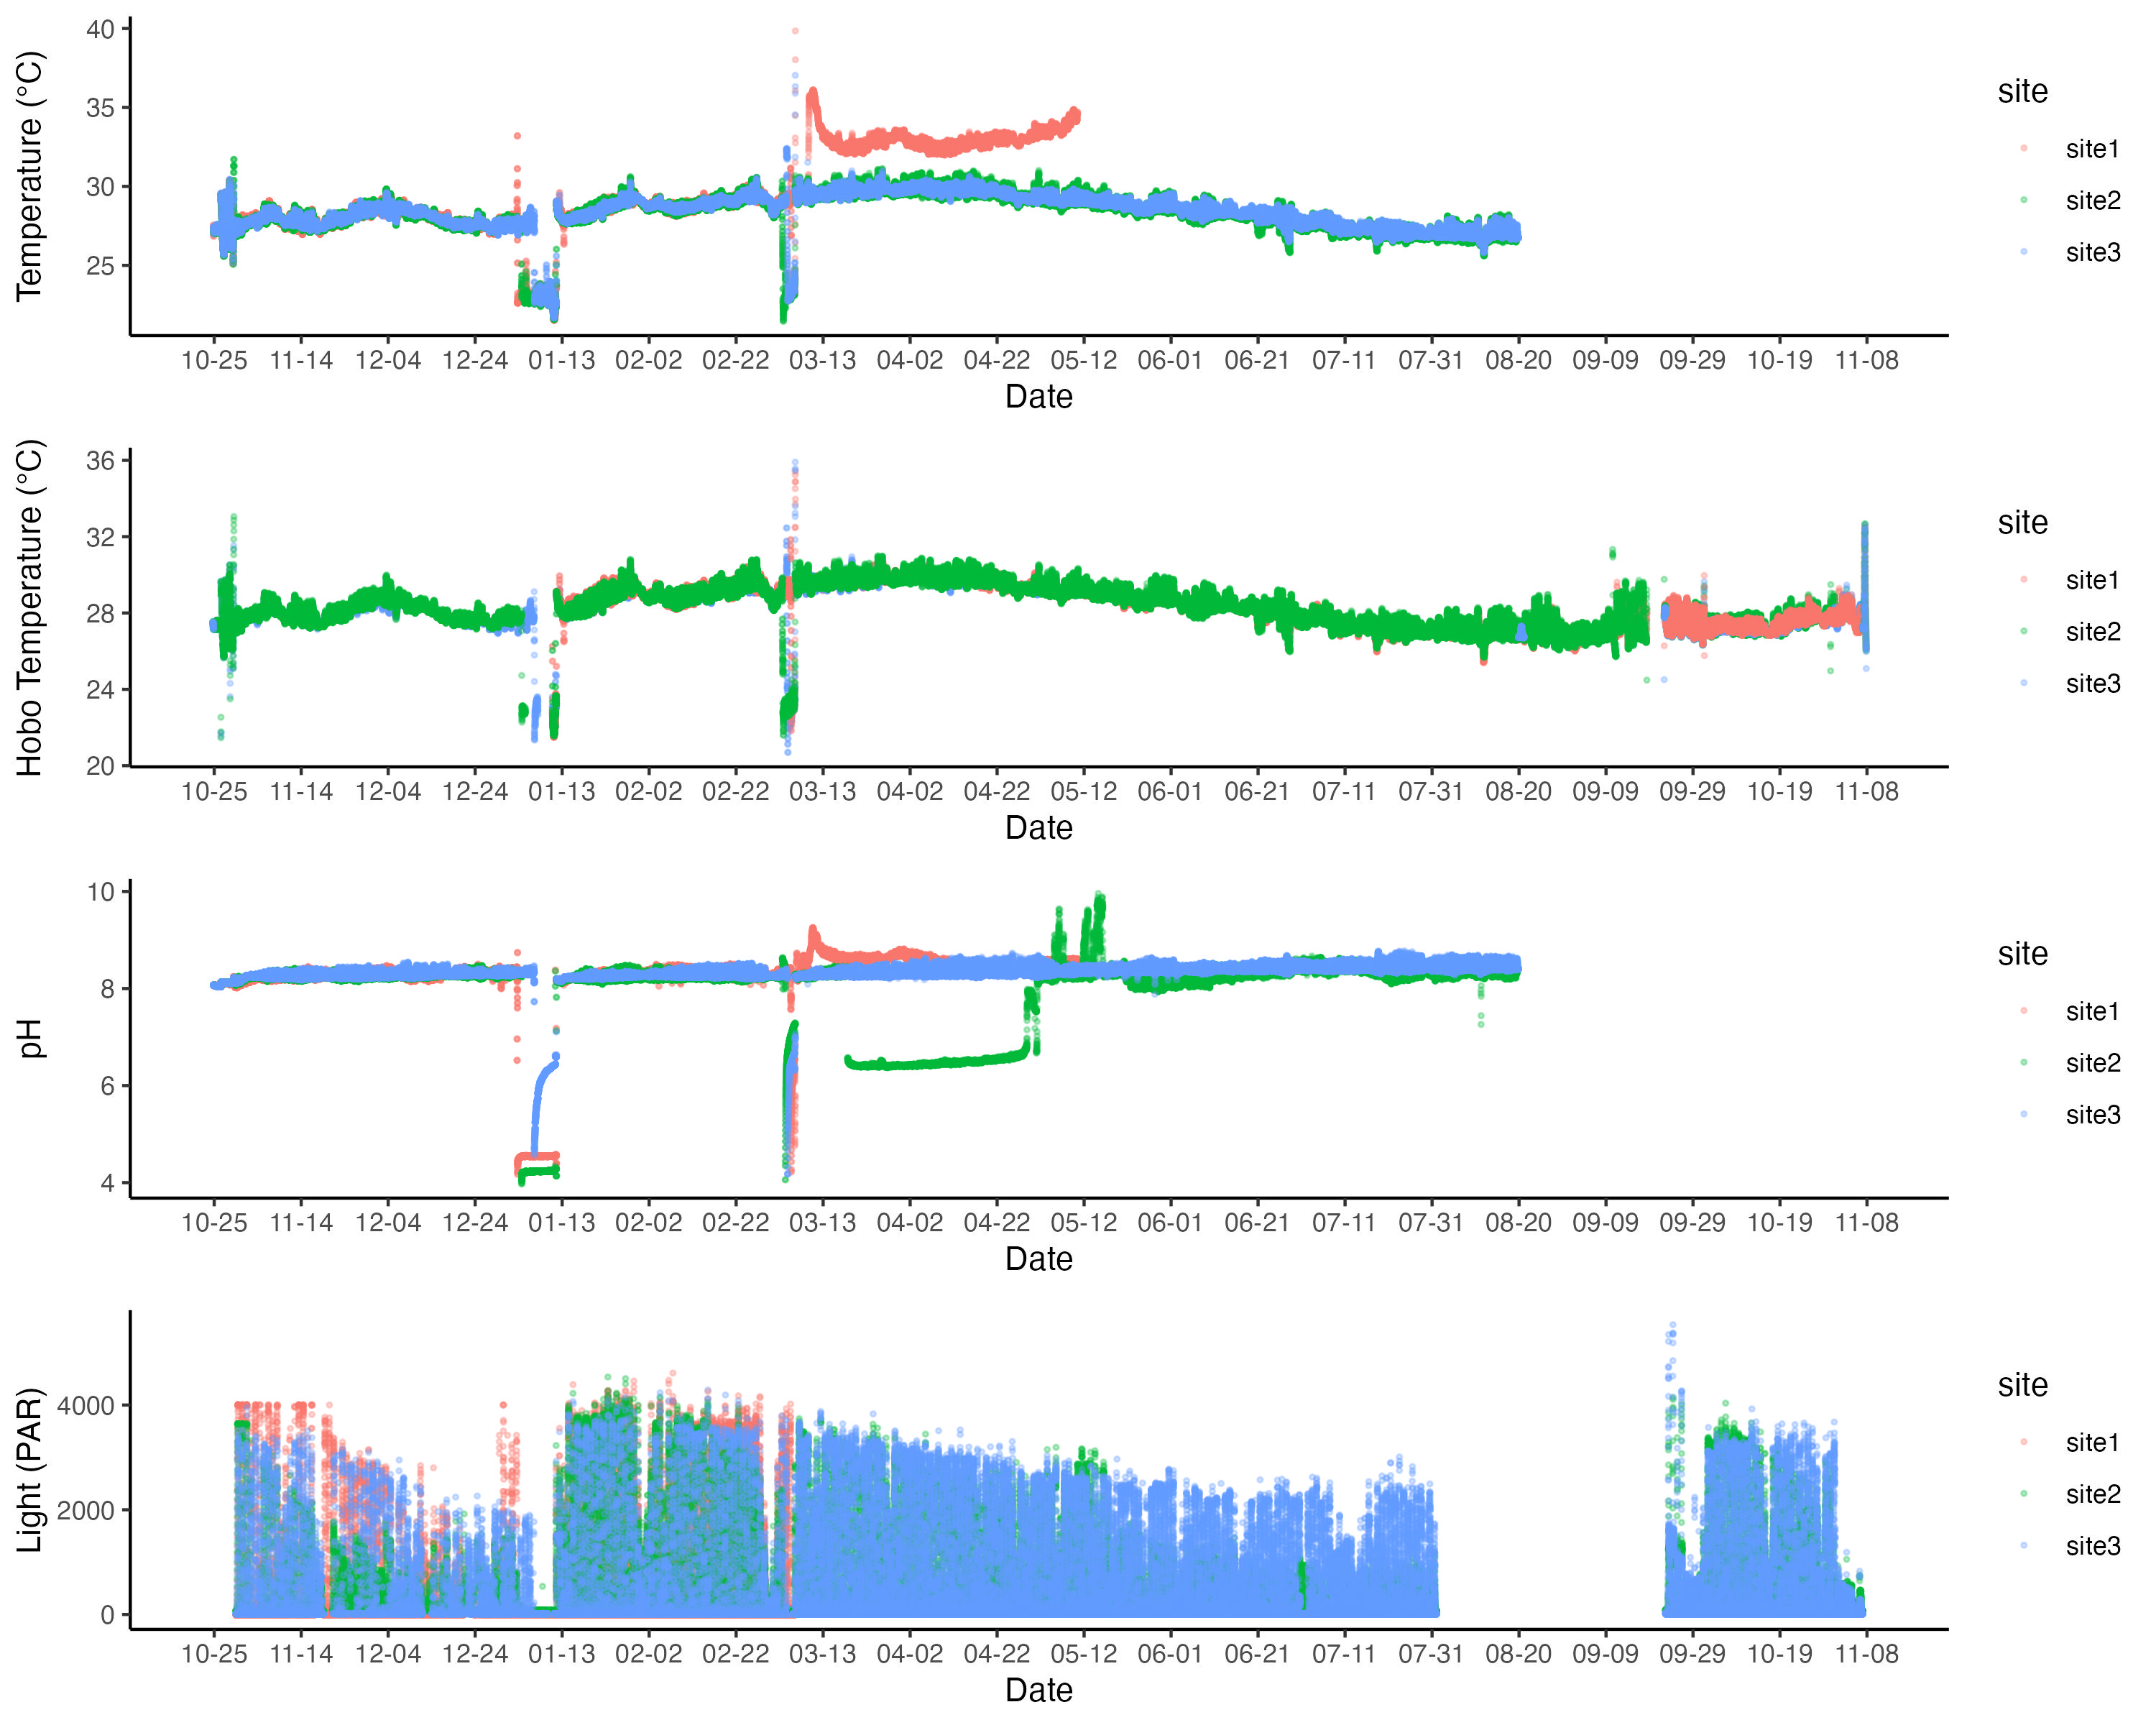 Temperature (°C)
40
35
30
25
10-25 11-14 12-04 12-24 01-13 02-02 02-22 03-13 04-02 04-22 05-12 06-01 06-21 07-11 07-31 08-20 09-09 09-29 10-19 11-08
Date
site
site1
site2
site3
Hobo Temperature (°C)
36
32
28
24
20
10-25 11-14 12-04 12-24 01-13 02-02 02-22 03-13 04-02 04-22 05-12 06-01 06-21 07-11 07-31 08-20 09-09 09-29 10-19 11-08
Date
site
site1
site2
site3
pH
10
8
6
4
10-25 11-14 12-04 12-24 01-13 02-02 02-22 03-13 04-02 04-22 05-12 06-01 06-21 07-11 07-31 08-20 09-09 09-29 10-19 11-08
Date
site
site1
site2
site3
Light (PAR)
4000
2000
0
10-25 11-14 12-04 12-24 01-13 02-02 02-22 03-13 04-02 04-22 05-12 06-01 06-21 07-11 07-31 08-20 09-09 09-29 10-19 11-08
Date
site
site1
site2
site3